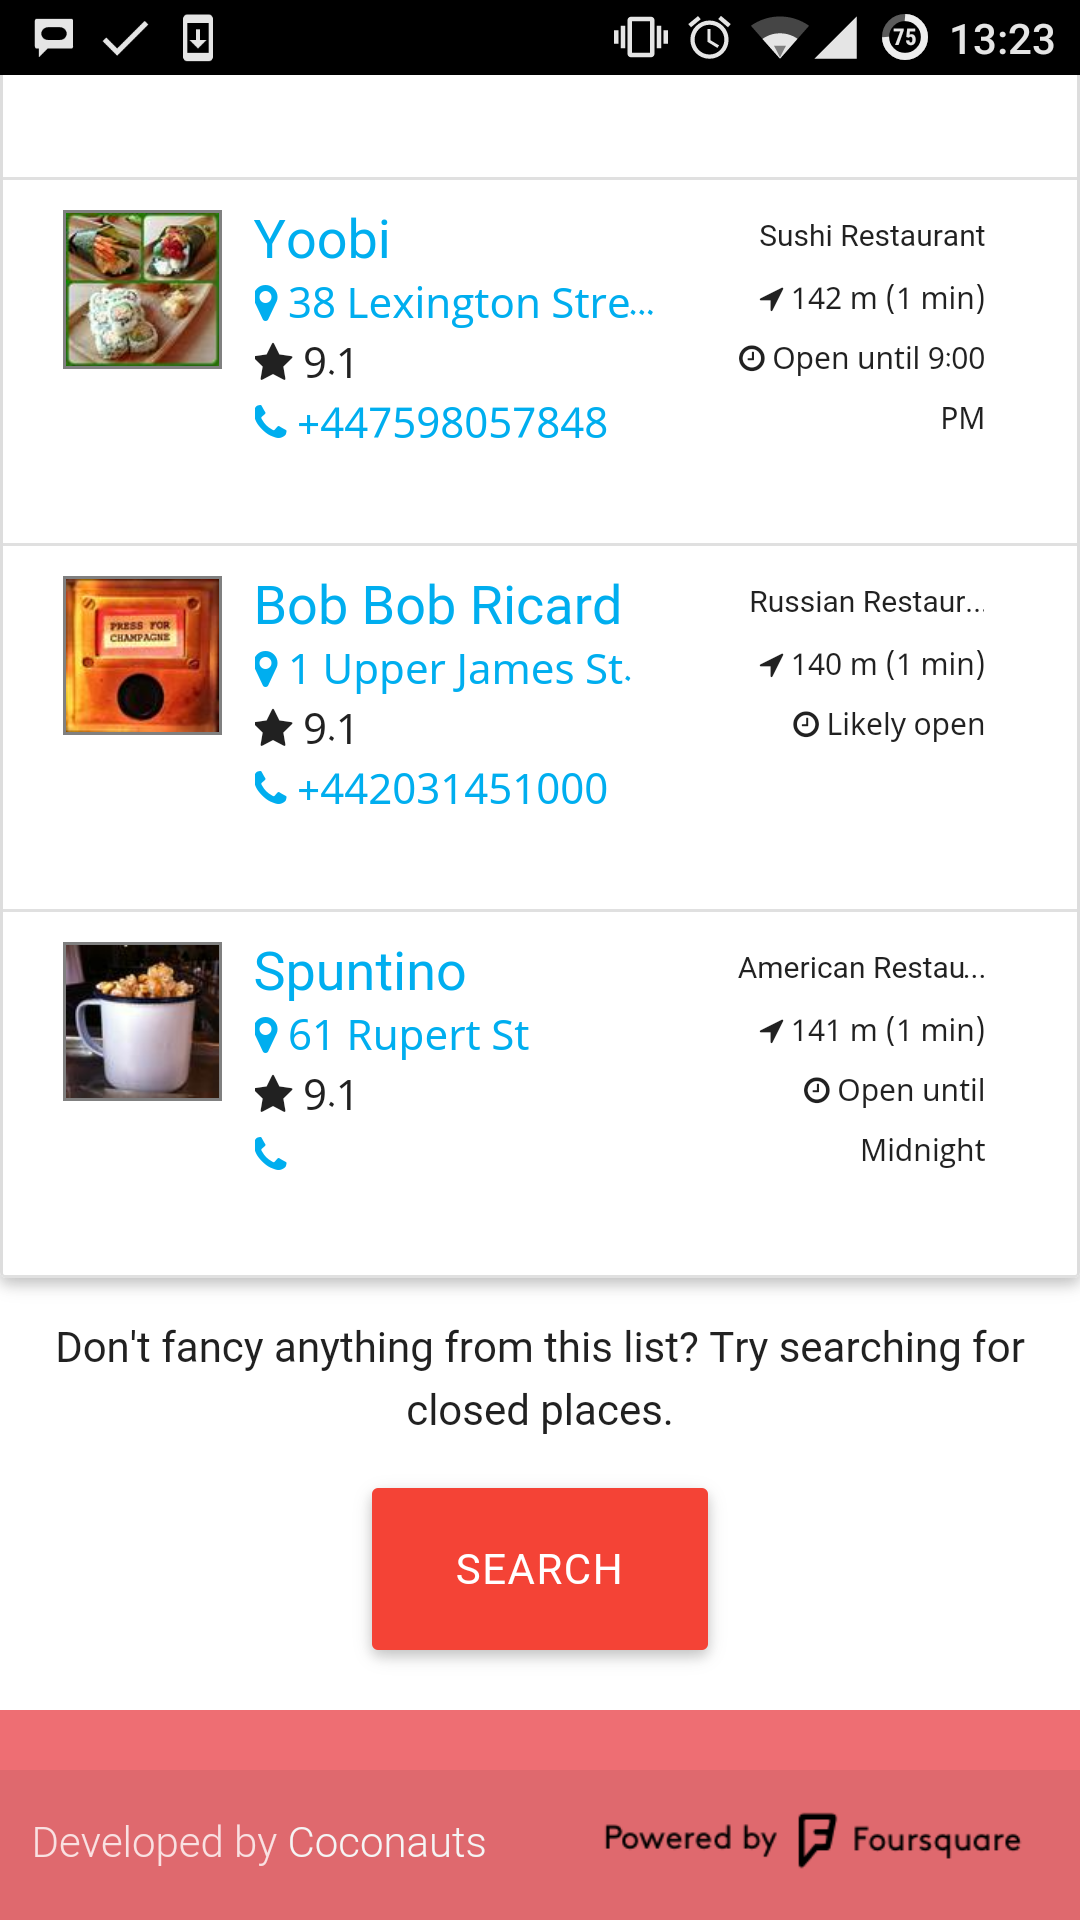 75 13:23
Yoobi
Sushi Restaurant
38 Lexington Stre...
142 m (1 min)
9.1
Open until 9:00
PM
+447598057848
PRESS FOR
CHAMPAGNE
Bob Bob Ricard
Russian Restaur...
1 Upper James St.
140 m (1 min)
9.1
Likely open
+442031451000
Spuntino
American Restau...
61 Rupert St
141 m (1 min)
9.1
Open until
Midnight
Don't fancy anything from this list? Try searching for
closed places.
SEARCH
Developed by Coconauts
Powered by Foursquare